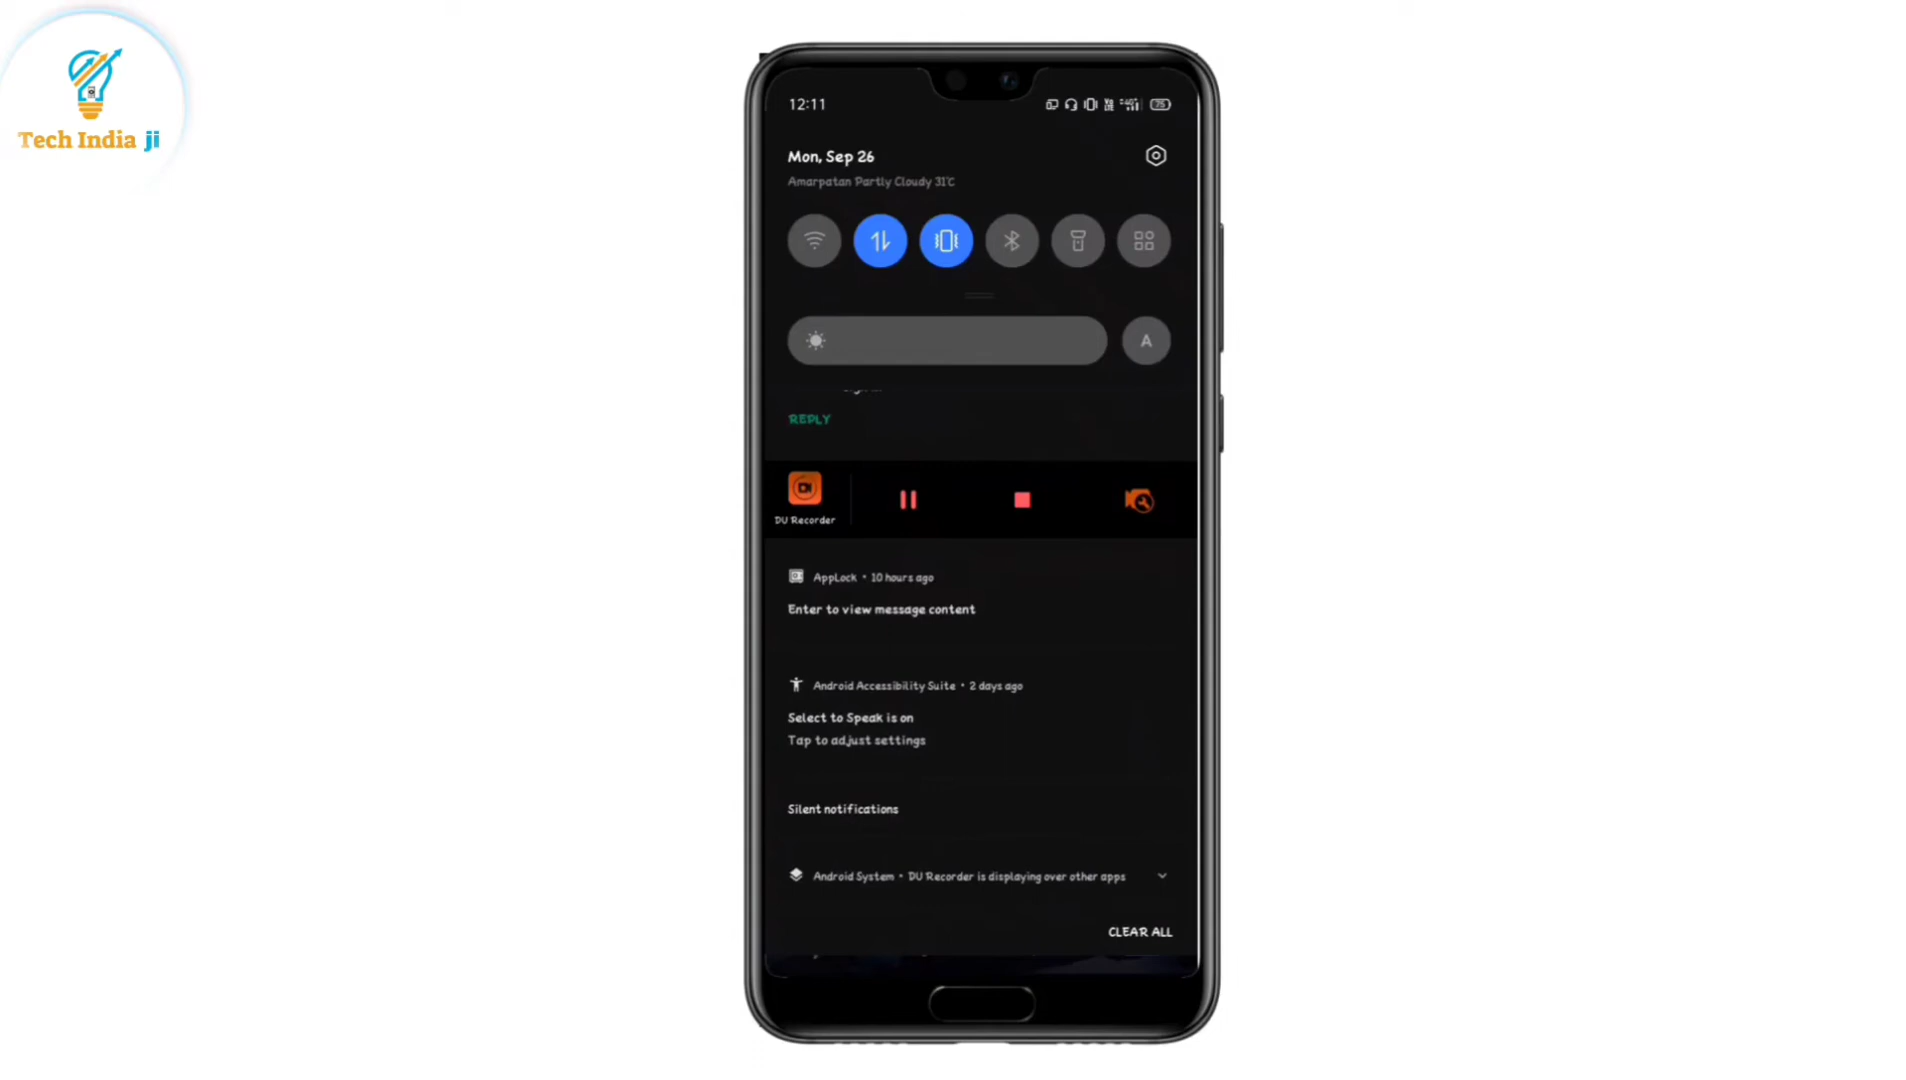 Tech India ji
12:11
75
Mon, Sep 26
Amarpatan Partly Cloudy 31°C
A
REPLY
DU Recorder
AppLock • 10 hours ago
Enter to view message content
Android Accessibility Suite • 2 days ago
Select to Speak is on
Tap to adjust settings
Silent notifications
Android System • DU Recorder is displaying over other apps
CLEAR ALL